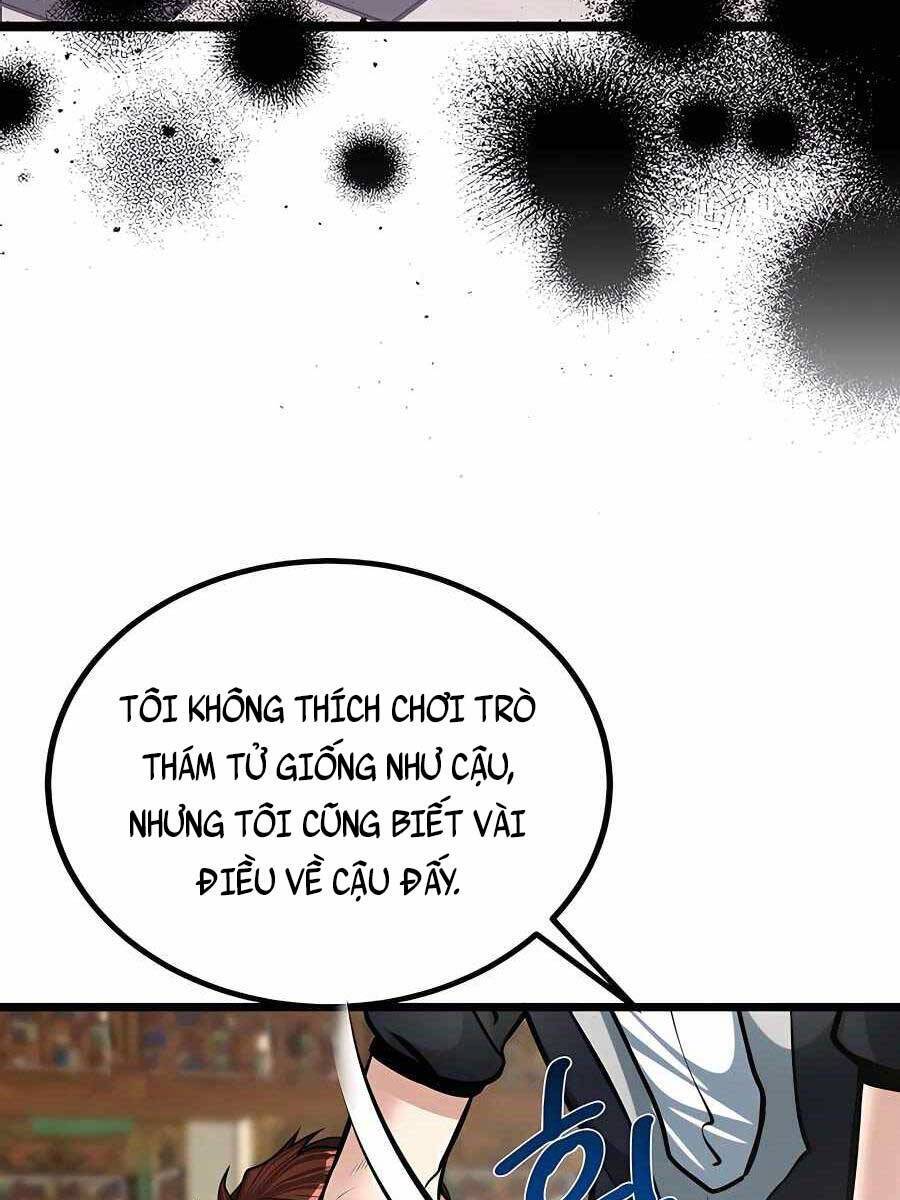 TÔI KHÔNG THÍCH CHƠI TRÒ
THÁM TỬ GIỐNG NHƯ CẬU,
NHƯNG TÔI CŨNG BIẾT VÀI
ĐIỀU VỀ CẬU ĐẤY.